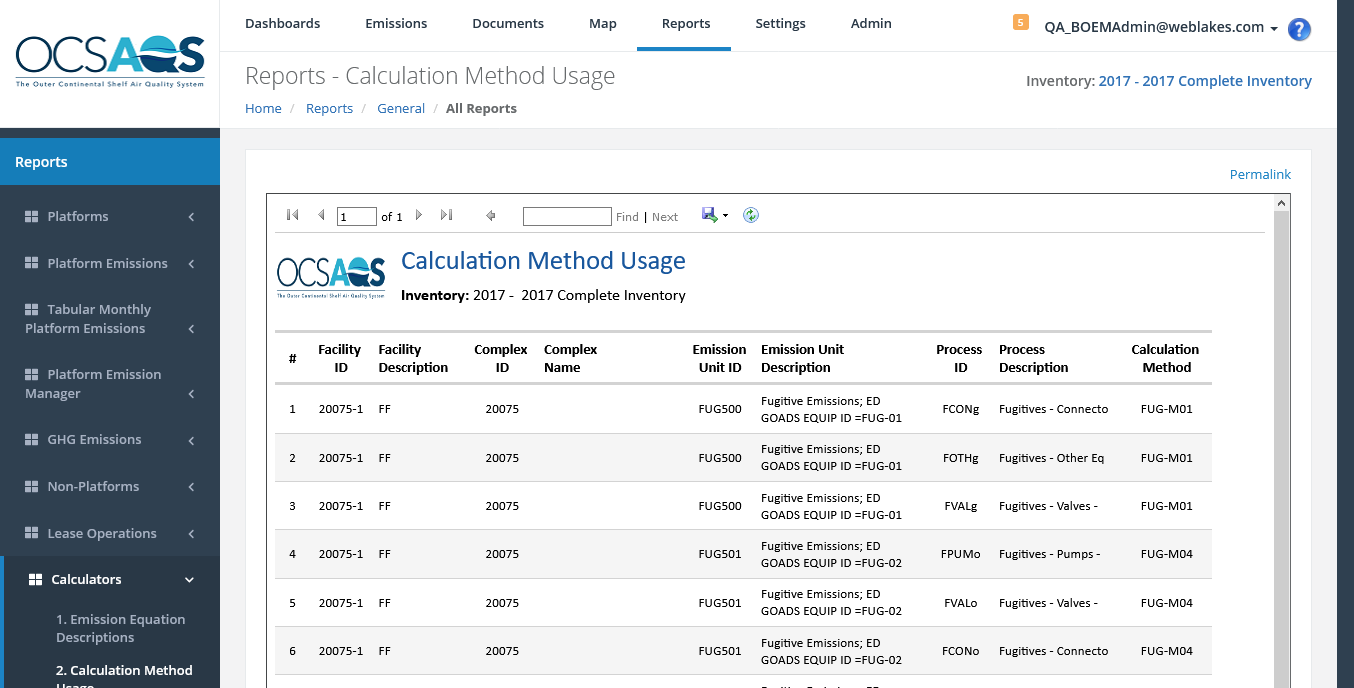 OCSAQS
The Outer Continental Shelf Air Quality System
Dashboards Emissions Documents Map Reports Settings Admin
5 QA_BOEMAdmin@weblakes.com ?
Reports - Calculation Method Usage
Inventory: 2017 - 2017 Complete Inventory
Home / Reports / General / All Reports
Reports
Platforms
Platform Emissions
Tabular Monthly
Platform Emissions
Platform Emission
Manager
GHG Emissions
Non-Platforms
Lease Operations
Calculators
1. Emission Equation
Descriptions
2. Calculation Method
Usage
Permalink
1 of 1 Find | Next
OCSAQS
The Outer Continental Shelf Air Quality System
Calculation Method Usage
Inventory: 2017 - 2017 Complete Inventory
# Facility ID Facility Description Complex ID Complex Name Emission Unit ID Emission Unit Description Process ID Process Description Calculation Method
1 20075-1 FF 20075 FUG500 Fugitive Emissions; ED GOADS EQUIP ID =FUG-01 FCONg Fugitives - Connecto FUG-M01
2 20075-1 FF 20075 FUG500 Fugitive Emissions; ED GOADS EQUIP ID =FUG-01 FOTHg Fugitives - Other Eq FUG-M01
3 20075-1 FF 20075 FUG500 Fugitive Emissions; ED GOADS EQUIP ID =FUG-01 FVALg Fugitives - Valves - FUG-M01
4 20075-1 FF 20075 FUG501 Fugitive Emissions; ED GOADS EQUIP ID =FUG-02 FPUMo Fugitives - Pumps - FUG-M04
5 20075-1 FF 20075 FUG501 Fugitive Emissions; ED GOADS EQUIP ID =FUG-02 FVALo Fugitives - Valves - FUG-M04
6 20075-1 FF 20075 FUG501 Fugitive Emissions; ED GOADS EQUIP ID =FUG-02 FCONo Fugitives - Connecto FUG-M04